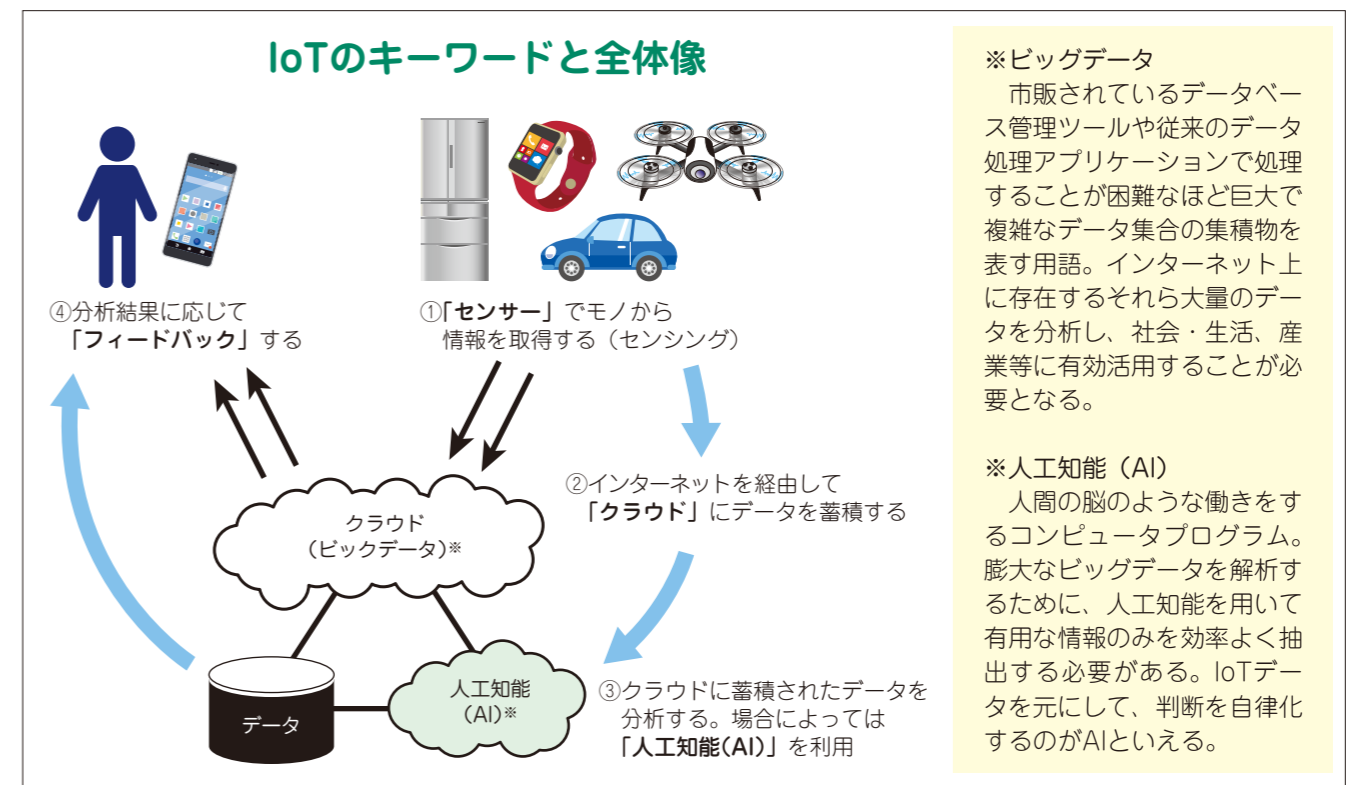 IoTのキーワードと全体像
④分析結果に応じて
「フィードバック」する
①「センサー」でモノから
情報を取得する（センシング）
②インターネットを経由して
「クラウド」にデータを蓄積する
クラウド
(ビックデータ)※
データ
人工知能
(AI)※
③クラウドに蓄積されたデータを
分析する。場合によっては
「人工知能(AI)」を利用
※ビッグデータ
　市販されているデータベー
ス管理ツールや従来のデータ
処理アプリケーションで処理
することが困難なほど巨大で
複雑なデータ集合の集積物を
表す用語。インターネット上
に存在するそれら大量のデー
タを分析し、社会・生活、産
業等に有効活用することが必
要となる。
※人工知能（AI）
　人間の脳のような働きをす
るコンピュータプログラム。
膨大なビッグデータを解析す
るために、人工知能を用いて
有用な情報のみを効率よく抽
出する必要がある。IoTデー
タを元にして、判断を自律化
するのがAIといえる。